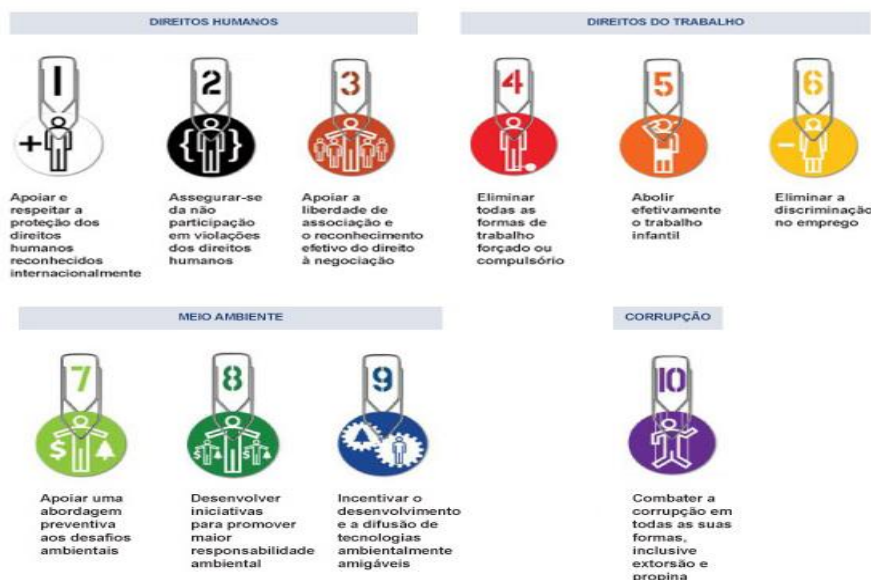 DIREITOS HUMANOS
DIREITOS DO TRABALHO
1
2
3
4
5
6
Apoiar e
respeitar a
proteção dos
direitos
humanos
reconhecidos
internacionalmente
Assegurar-se
da não
participação
em violações
dos direitos
humanos
Apoiar a
liberdade de
associação e
o reconhecimento
efetivo do direito
à negociação
Eliminar
todas as
formas de
trabalho
forçado ou
compulsório
Abolir
efetivamente
o trabalho
infantil
Eliminar a
discriminação
no emprego
MEIO AMBIENTE
CORRUPÇÃO
7
8
9
10
Apoiar uma
abordagem
preventiva
aos desafios
ambientais
Desenvolver
iniciativas
para promover
maior
responsabilidade
ambiental
Incentivar o
desenvolvimento
e a difusão de
tecnologias
ambientalmente
amigáveis
Combater a
corrupção em
todas as suas
formas,
inclusive
extorsão e
propina